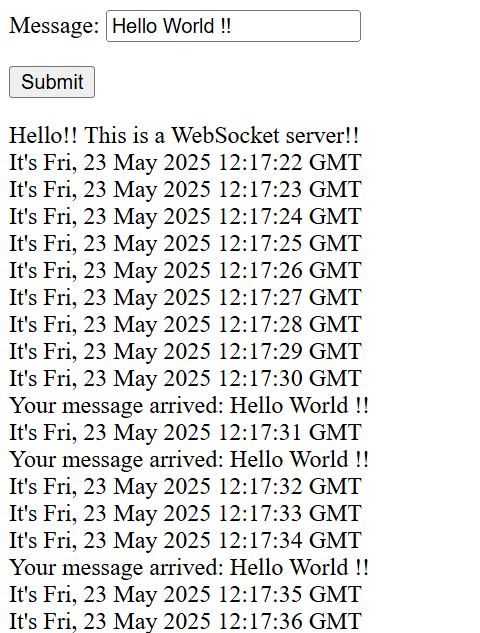 Message: Hello World !!
Submit
Hello!! This is a WebSocket server!!
It's Fri, 23 May 2025 12:17:22 GMT
It's Fri, 23 May 2025 12:17:23 GMT
It's Fri, 23 May 2025 12:17:24 GMT
It's Fri, 23 May 2025 12:17:25 GMT
It's Fri, 23 May 2025 12:17:26 GMT
It's Fri, 23 May 2025 12:17:27 GMT
It's Fri, 23 May 2025 12:17:28 GMT
It's Fri, 23 May 2025 12:17:29 GMT
It's Fri, 23 May 2025 12:17:30 GMT
Your message arrived: Hello World !!
It's Fri, 23 May 2025 12:17:31 GMT
Your message arrived: Hello World !!
It's Fri, 23 May 2025 12:17:32 GMT
It's Fri, 23 May 2025 12:17:33 GMT
It's Fri, 23 May 2025 12:17:34 GMT
Your message arrived: Hello World !!
It's Fri, 23 May 2025 12:17:35 GMT
It's Fri, 23 May 2025 12:17:36 GMT